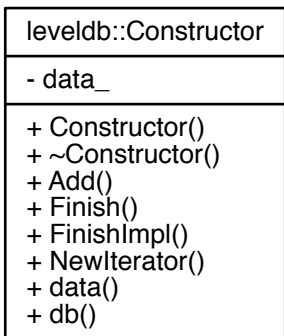 leveldb::Constructor
- data_
+ Constructor()
+ ~Constructor()
+ Add()
+ Finish()
+ FinishImpl()
+ NewIterator()
+ data()
+ db()